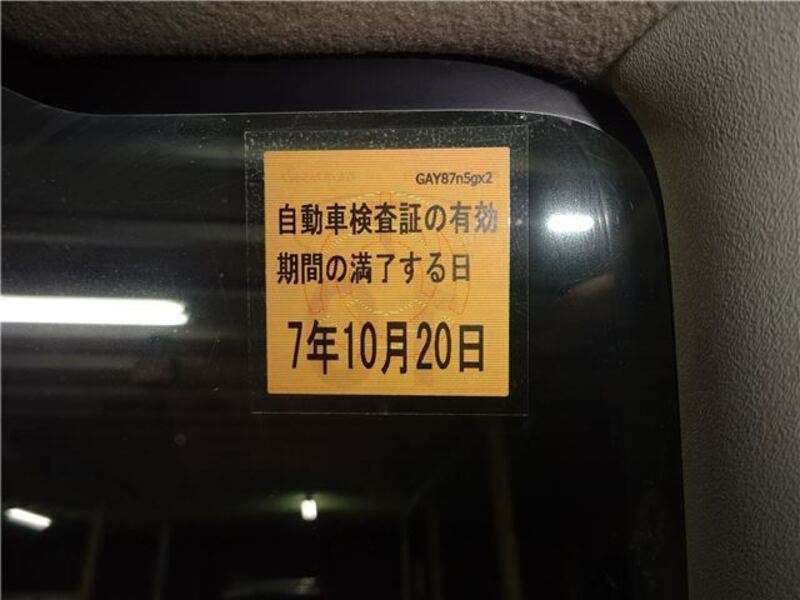 GAY87n5gx2
自動車検査証の有効
期間の満了する日
7年10月20日